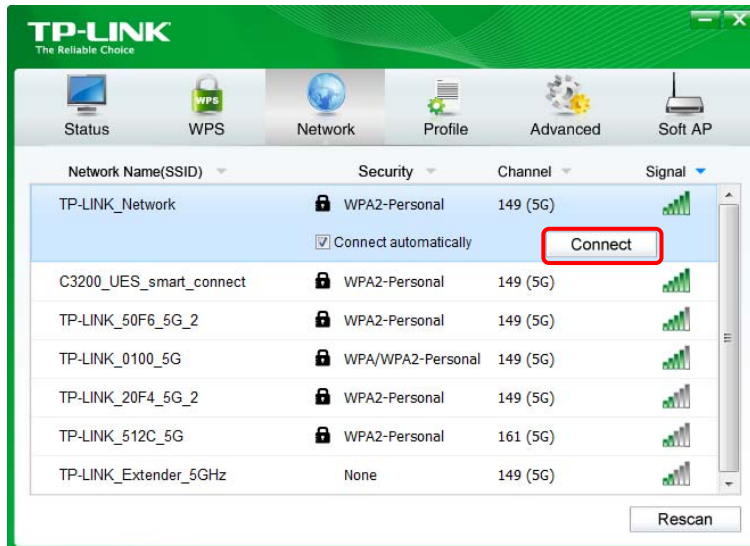 TP-LINK
The Reliable Choice
WPS
Status WPS Network Profile Advanced Soft AP
Network Name(SSID) Security Channel Signal
TP-LINK_Network WPA2-Personal 149 (5G)
Connect automatically Connect
C3200_UES_smart_connect WPA2-Personal 149 (5G)
TP-LINK_50F6_5G_2 WPA2-Personal 149 (5G)
TP-LINK_0100_5G WPA/WPA2-Personal 149 (5G)
TP-LINK_20F4_5G_2 WPA2-Personal 149 (5G)
TP-LINK_512C_5G WPA2-Personal 161 (5G)
TP-LINK_Extender_5GHz None 149 (5G)
Rescan